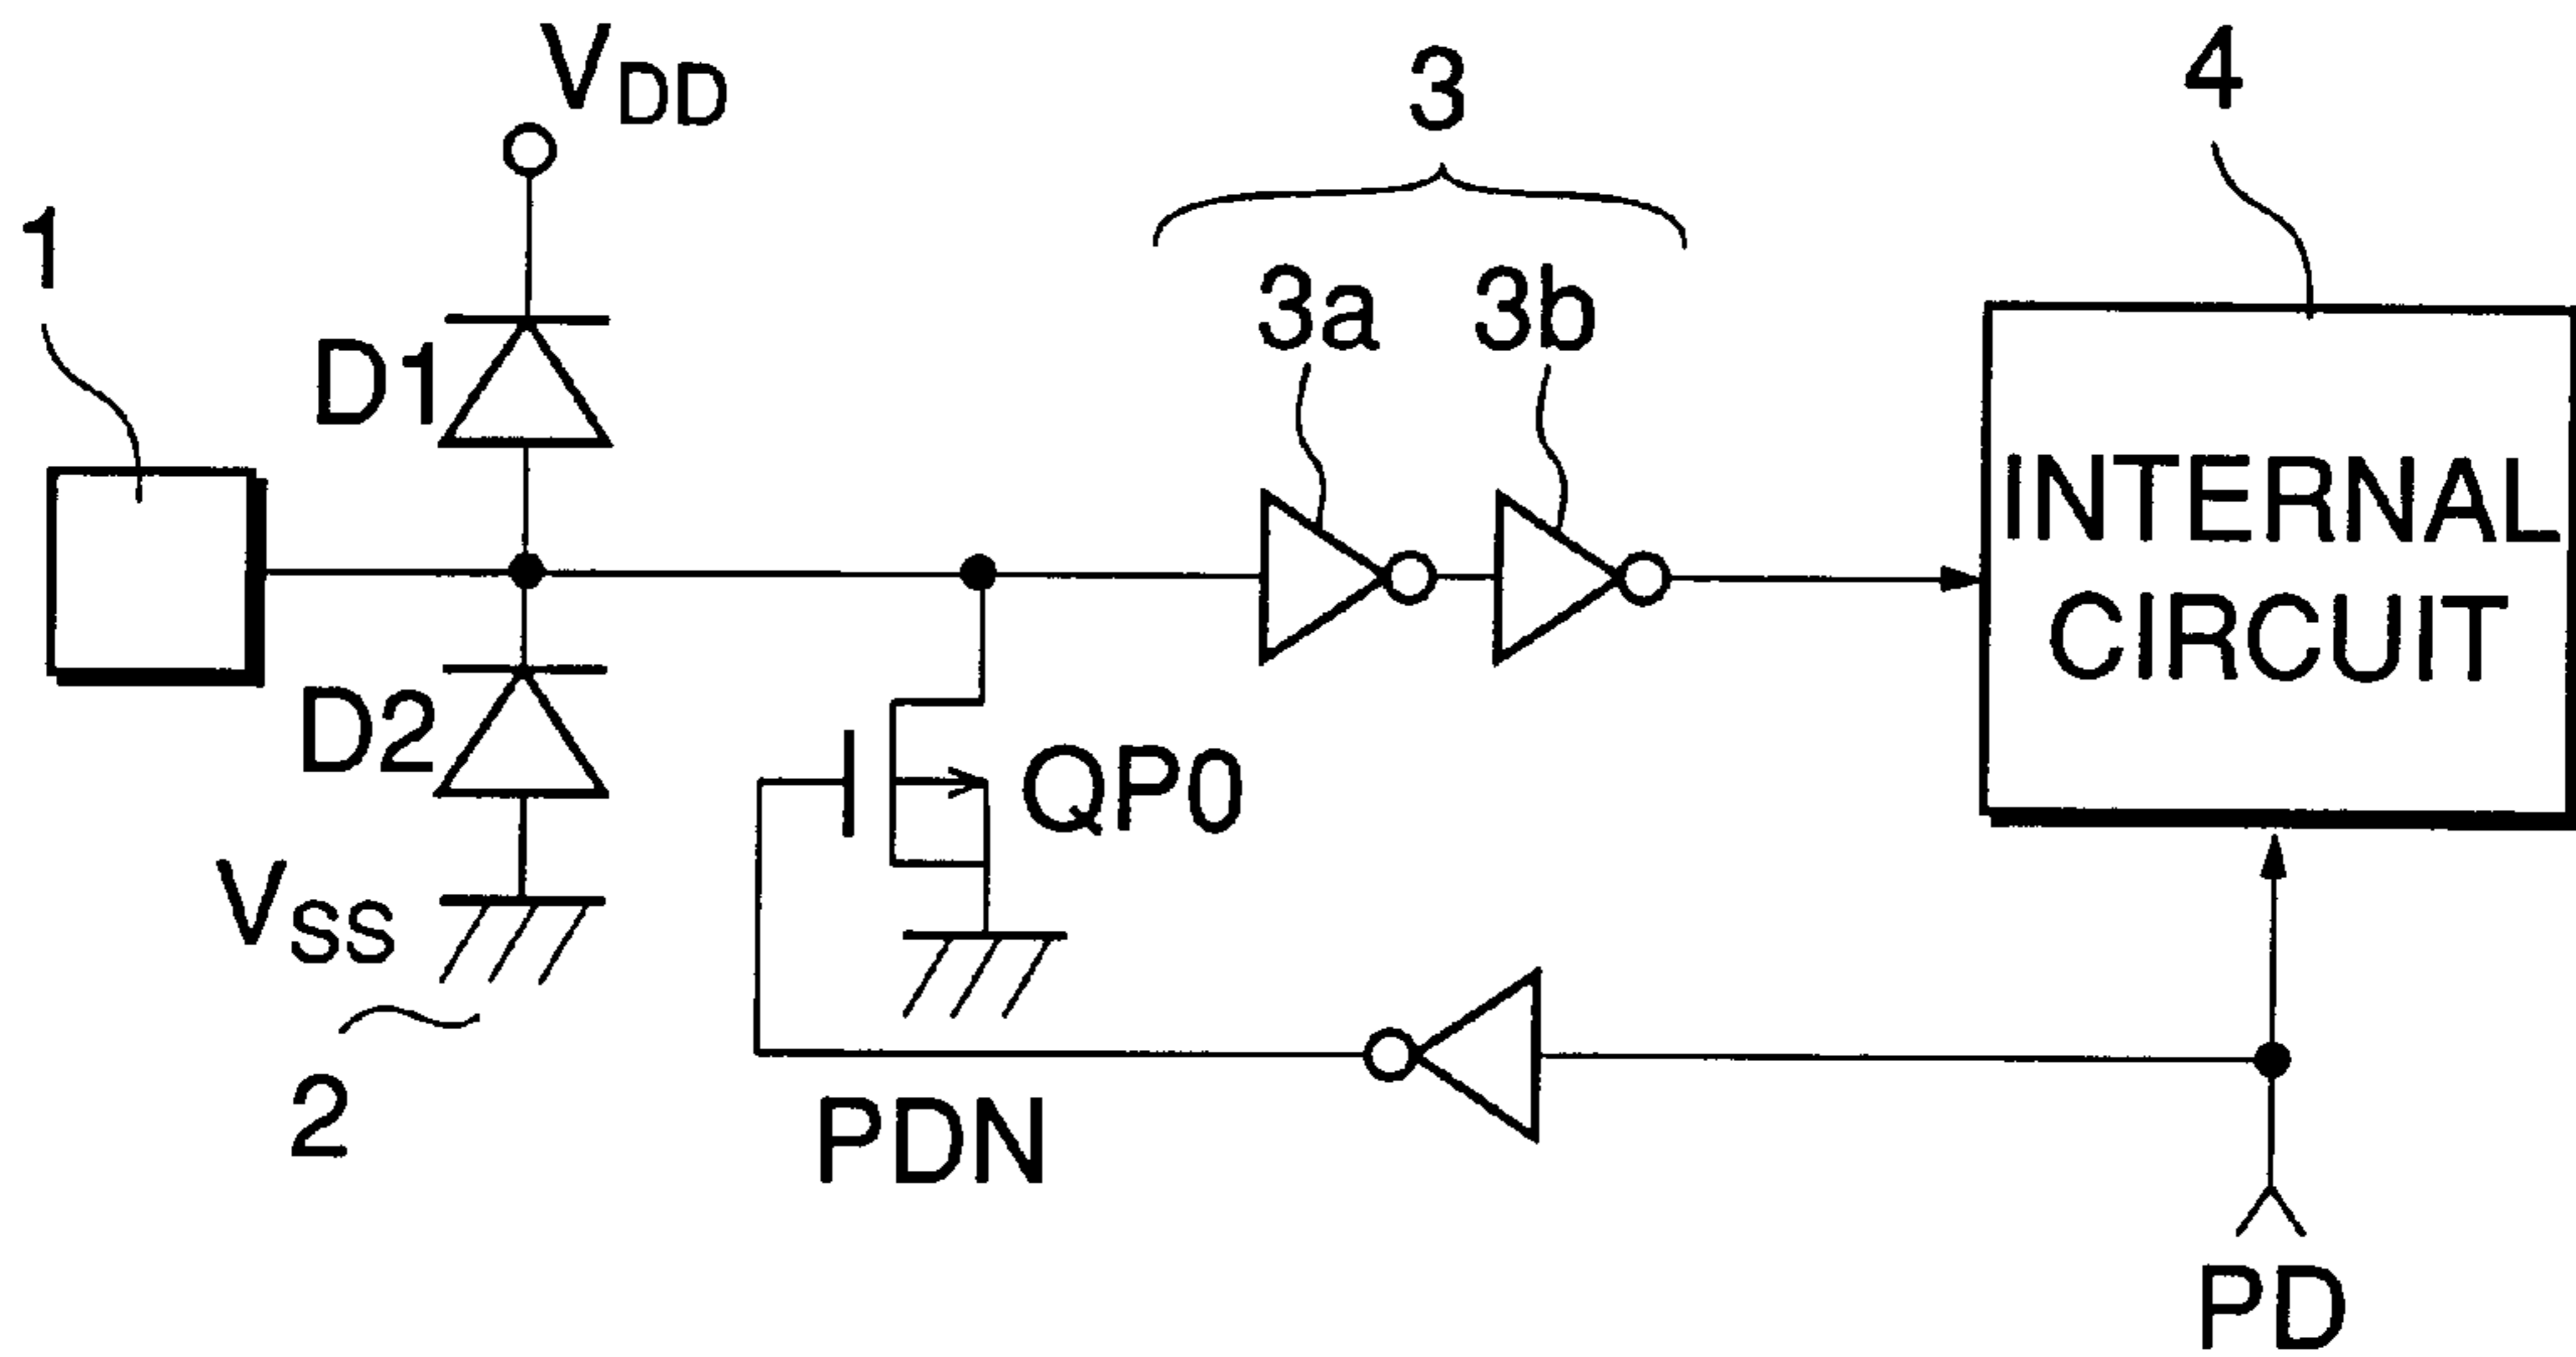 VDD
3
4
1
3a
3b
D1
INTERNAL
CIRCUIT
D2
QP0
VSS
2
PDN
PD